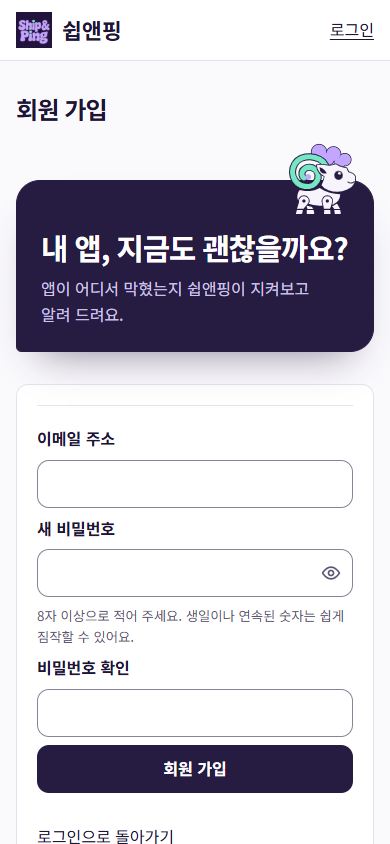 Ship&
Ping
쉽앤핑
로그인
회원 가입
내 앱, 지금도 괜찮을까요?
앱이 어디서 막혔는지 쉽앤핑이 지켜보고
알려 드려요.
이메일 주소
새 비밀번호
8자 이상으로 적어 주세요. 생일이나 연속된 숫자는 쉽게
짐작할 수 있어요.
비밀번호 확인
회원 가입
로그인으로 돌아가기